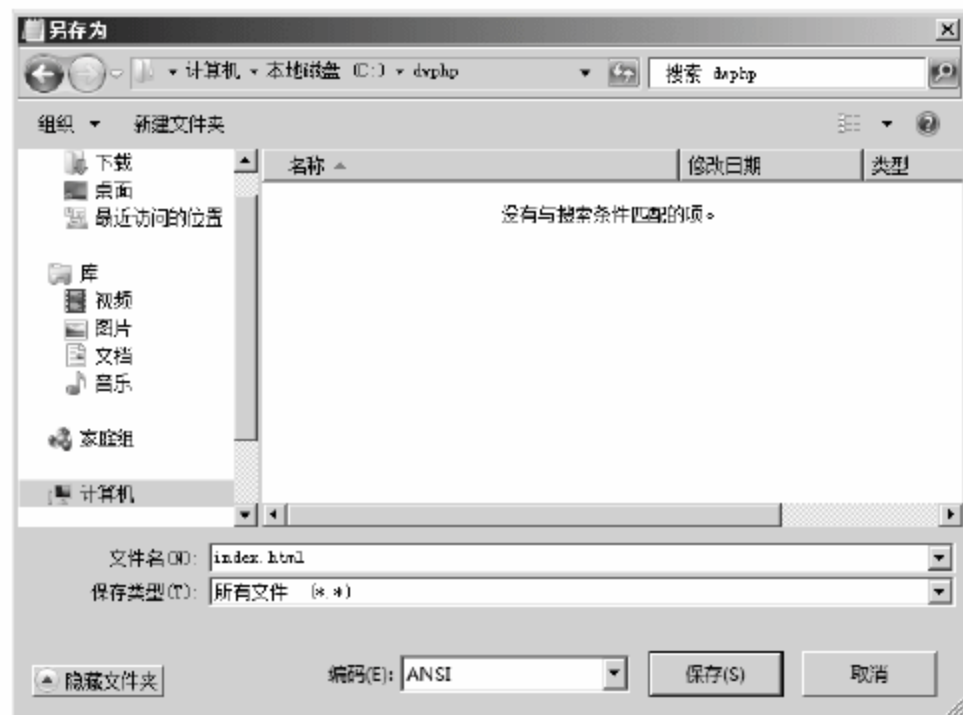 另存为
计算机 本地磁盘 (C:) dwphp
搜索 dwphp
组织 新建文件夹
下载
桌面
最近访问的位置
库
视频
图片
文档
音乐
家庭组
计算机
名称 修改日期 类型
没有与搜索条件匹配的项。
文件名(N): index.html
保存类型(T): 所有文件 (*.*)
隐藏文件夹 编码(E): ANSI 保存(S) 取消